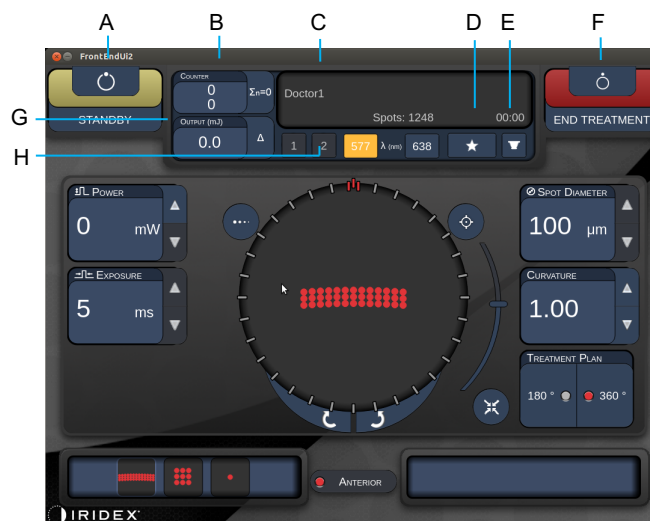 A
B
C
D
E
F
G
H
FrontEndUi2
STANDBY
COUNTER
0
0
Σn=0
OUTPUT (mJ)
0.0
Δ
Doctor1
Spots: 1248
00:00
1
2
577
λ (nm)
638
END TREATMENT
POWER
0
mW
EXPOSURE
5
ms
SPOT DIAMETER
100
μm
CURVATURE
1.00
TREATMENT PLAN
180 °
360 °
ANTERIOR
IRIDEX